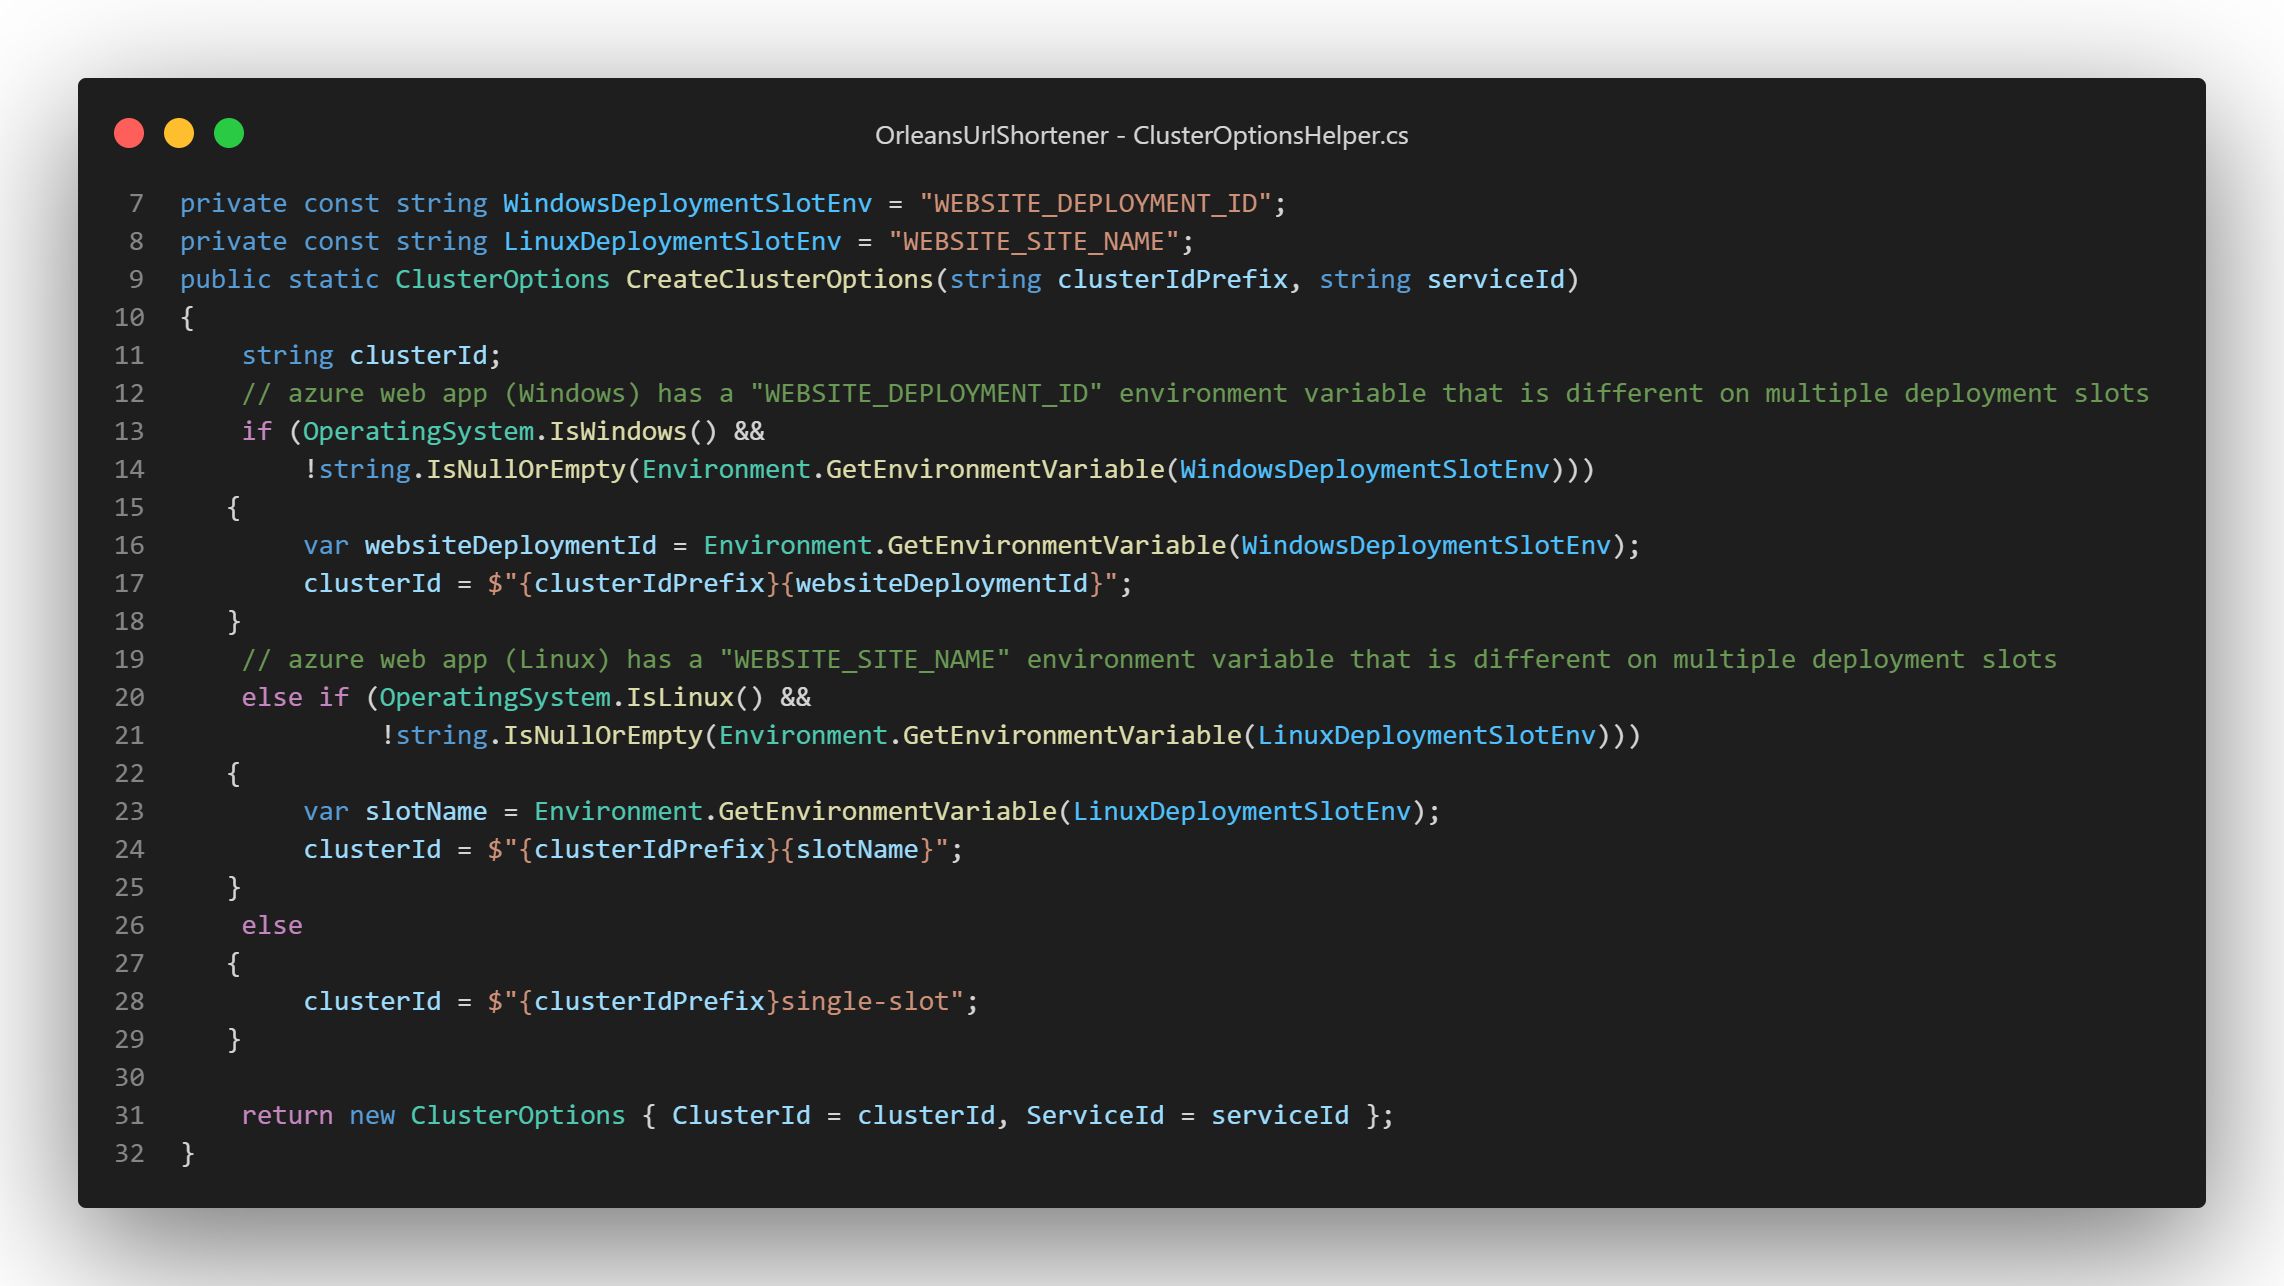 OrleansUrlShortener - ClusterOptionsHelper.cs
7 private const string WindowsDeploymentSlotEnv = "WEBSITE_DEPLOYMENT_ID";
8 private const string LinuxDeploymentSlotEnv = "WEBSITE_SITE_NAME";
9 public static ClusterOptions CreateClusterOptions(string clusterIdPrefix, string serviceId)
10 {
11     string clusterId;
12     // azure web app (Windows) has a "WEBSITE_DEPLOYMENT_ID" environment variable that is different on multiple deployment slots
13     if (OperatingSystem.IsWindows() &&
14         !string.IsNullOrEmpty(Environment.GetEnvironmentVariable(WindowsDeploymentSlotEnv)))
15    {
16         var websiteDeploymentId = Environment.GetEnvironmentVariable(WindowsDeploymentSlotEnv);
17         clusterId = $"{clusterIdPrefix}{websiteDeploymentId}";
18    }
19     // azure web app (Linux) has a "WEBSITE_SITE_NAME" environment variable that is different on multiple deployment slots
20     else if (OperatingSystem.IsLinux() &&
21              !string.IsNullOrEmpty(Environment.GetEnvironmentVariable(LinuxDeploymentSlotEnv)))
22    {
23         var slotName = Environment.GetEnvironmentVariable(LinuxDeploymentSlotEnv);
24         clusterId = $"{clusterIdPrefix}{slotName}";
25    }
26     else
27    {
28         clusterId = $"{clusterIdPrefix}single-slot";
29    }
30
31     return new ClusterOptions { ClusterId = clusterId, ServiceId = serviceId };
32 }